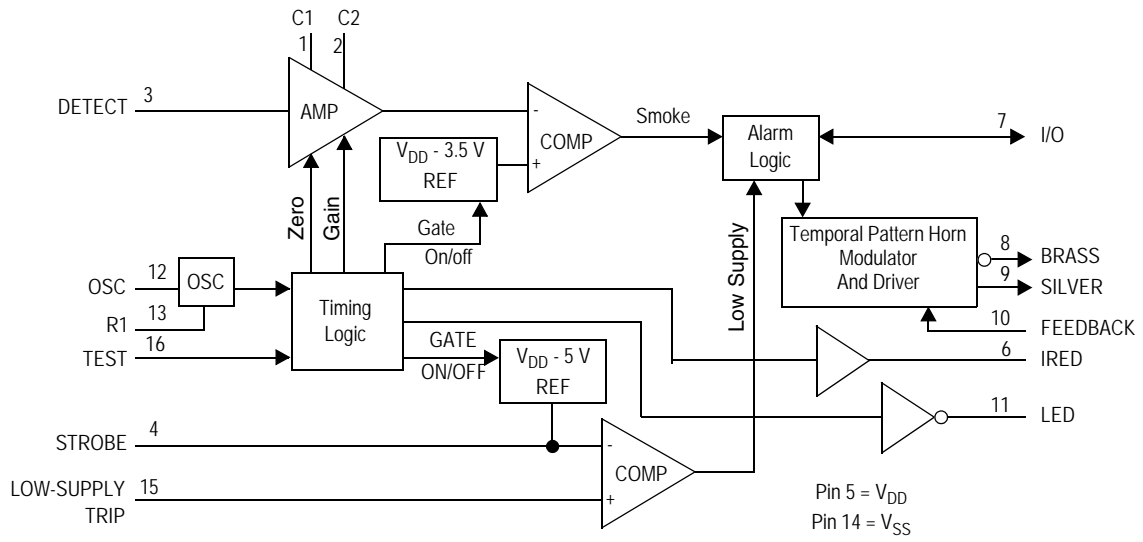 C1 C2
1 2
DETECT 3
AMP
-
+
COMP
Smoke
Alarm
Logic
7 I/O
V_DD - 3.5 V
REF
Zero
Gain
Gate
On/off
Low Supply
Temporal Pattern Horn
Modulator
And Driver
8 BRASS
9 SILVER
10 FEEDBACK
OSC 12
OSC
R1 13
TEST 16
Timing
Logic
GATE
ON/OFF
V_DD - 5 V
REF
6 IRED
11 LED
STROBE 4
-
+
COMP
LOW-SUPPLY 15
TRIP
Pin 5 = V_DD
Pin 14 = V_SS